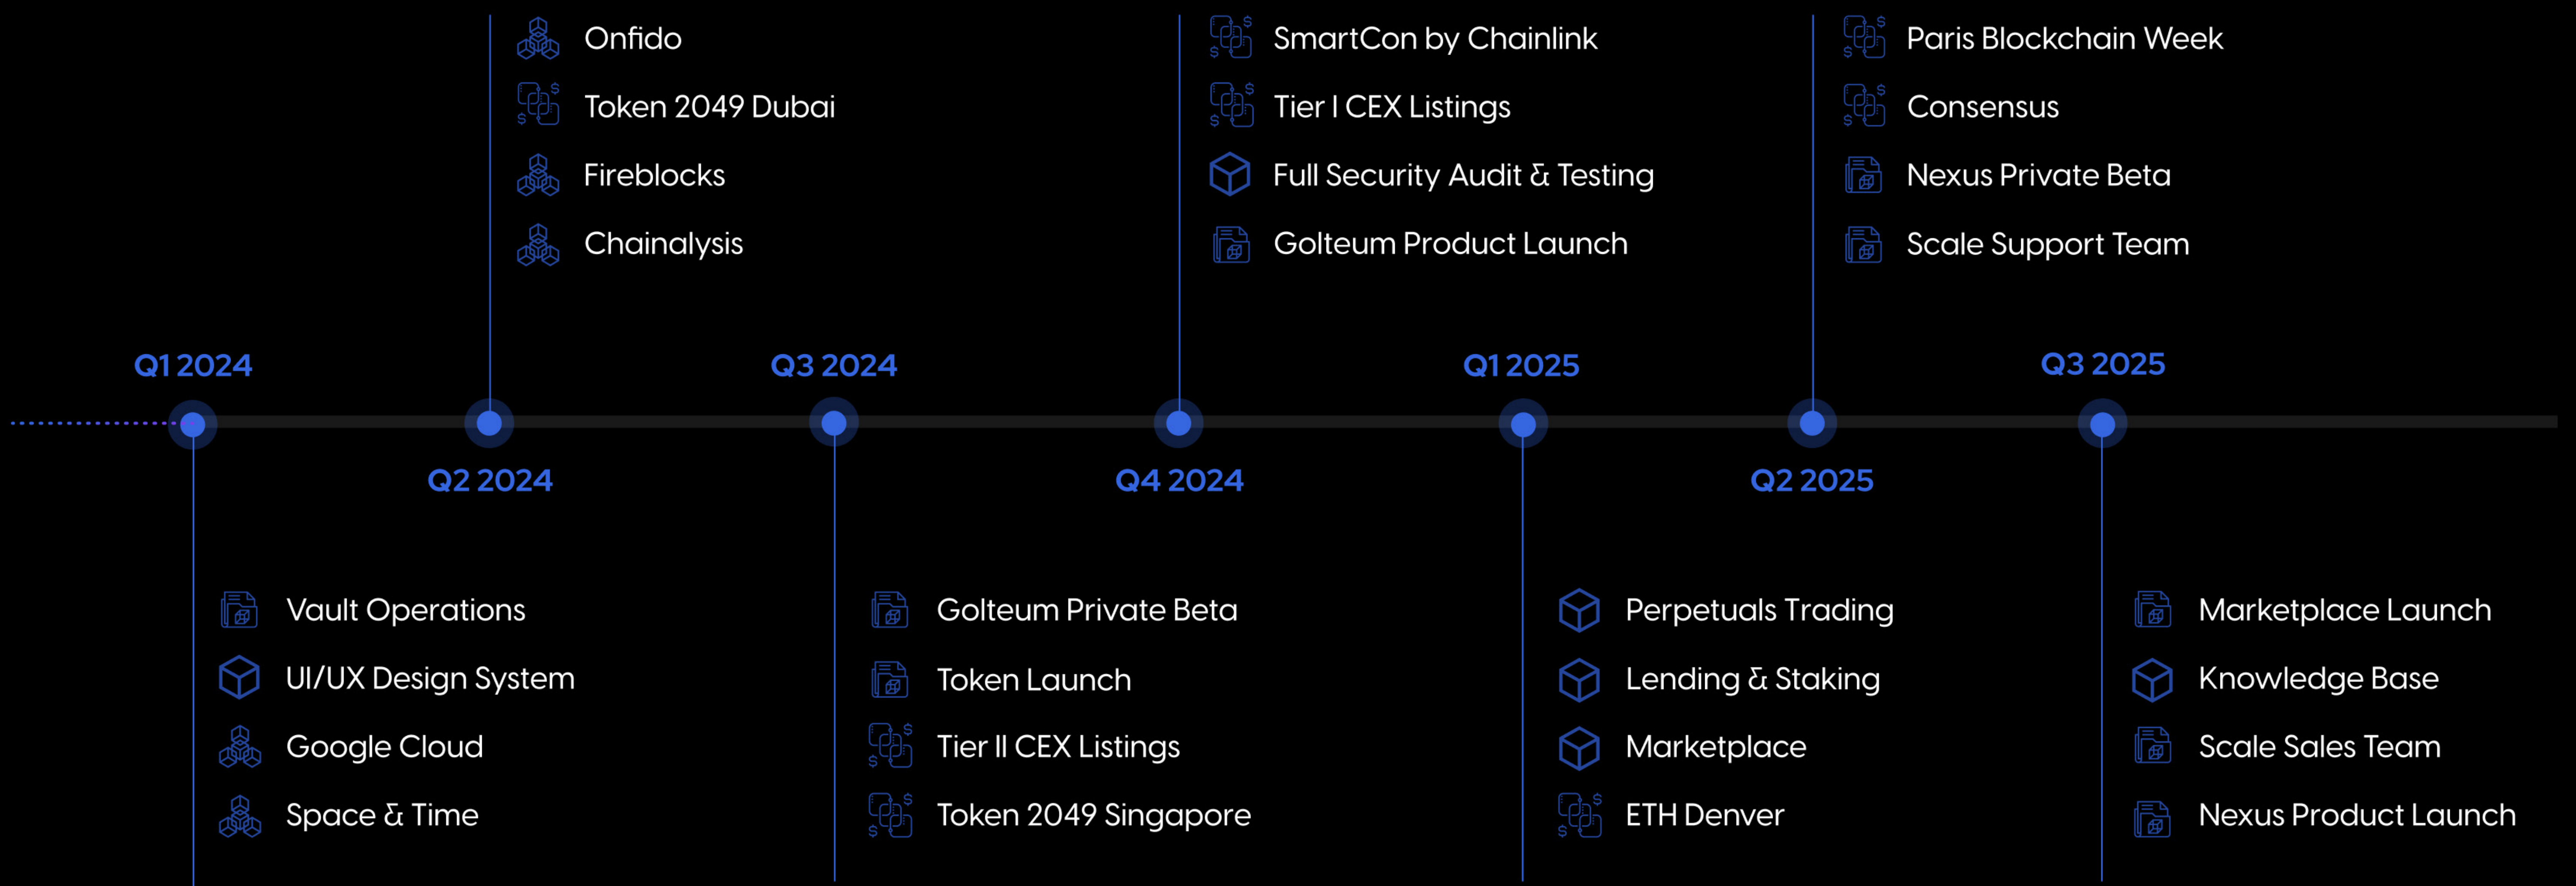 Onfido
Token 2049 Dubai
Fireblocks
Chainalysis
SmartCon by Chainlink
Tier I CEX Listings
Full Security Audit & Testing
Golteum Product Launch
Paris Blockchain Week
Consensus
Nexus Private Beta
Scale Support Team
Q1 2024
Q3 2024
Q1 2025
Q3 2025
Q2 2024
Q4 2024
Q2 2025
Vault Operations
UI/UX Design System
Google Cloud
Space & Time
Golteum Private Beta
Token Launch
Tier II CEX Listings
Token 2049 Singapore
Perpetuals Trading
Lending & Staking
Marketplace
ETH Denver
Marketplace Launch
Knowledge Base
Scale Sales Team
Nexus Product Launch